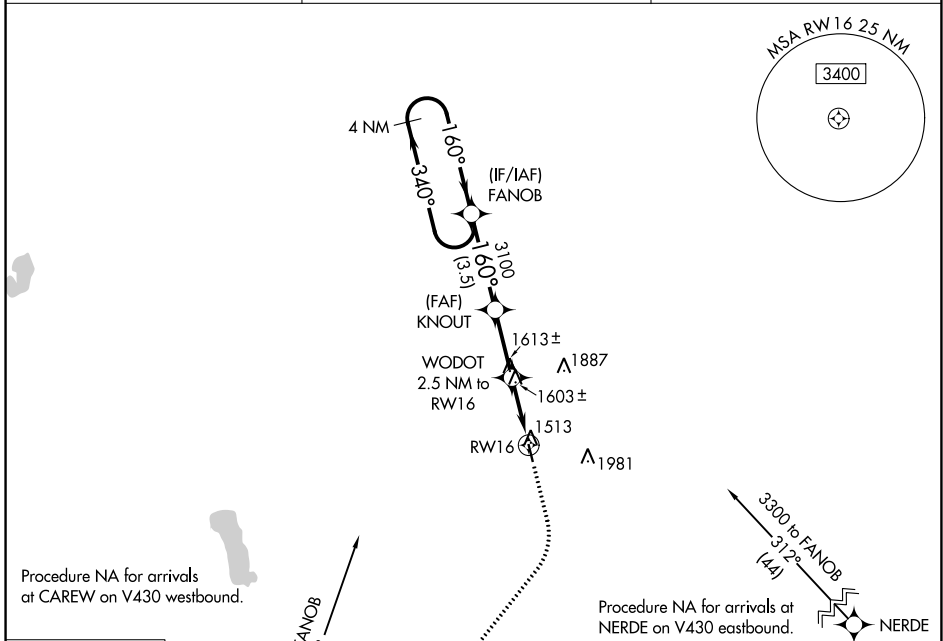 MSA RW16 25 NM
3400
4 NM
160°
340°
(IF/IAF)
FANOB
3100
160°
(3.5)
(FAF)
KNOUT
1613 ±
WODOT
2.5 NM to
RW16
1887
1603 ±
1513
RW16
1981
3300 to FANOB
312°
(44)
Procedure NA for arrivals
at CAREW on V430 westbound.
ANOB
Procedure NA for arrivals at
NERDE on V430 eastbound.
NERDE